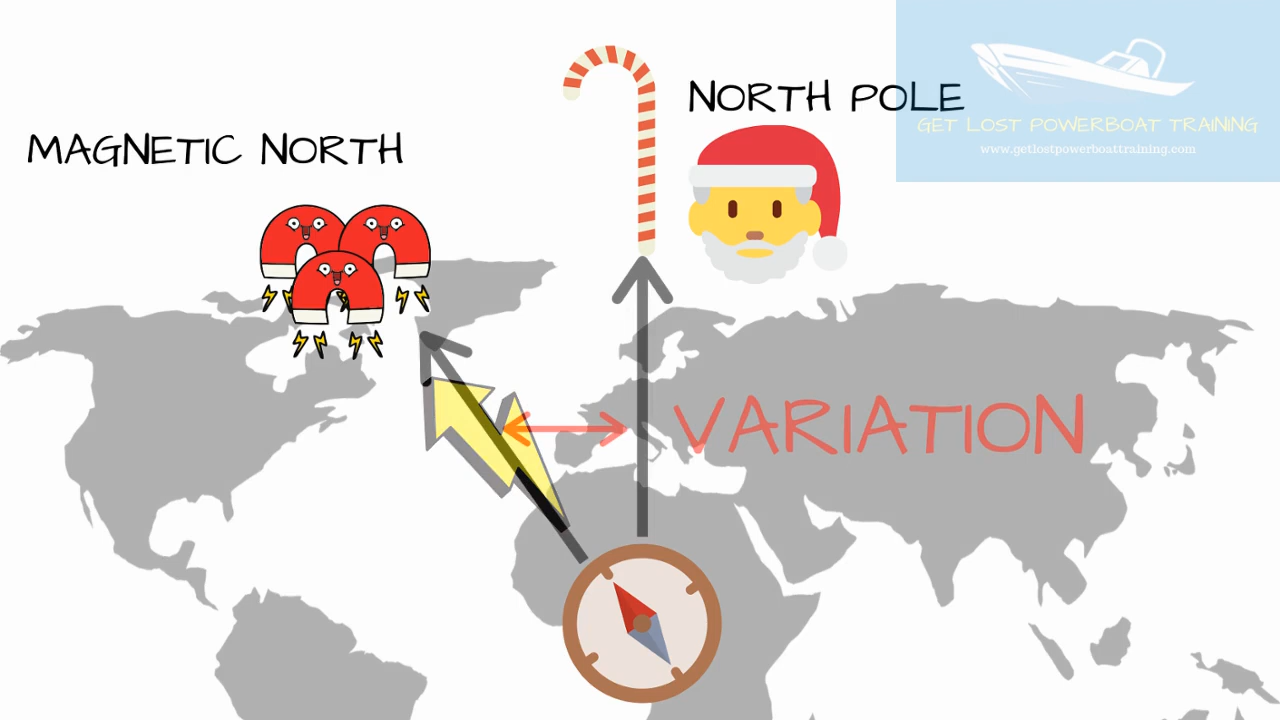 NORTH POLE
GET LOST POWERBOAT TRAINING
www.getlostpowerboattraining.com
MAGNETIC NORTH
VARIATION